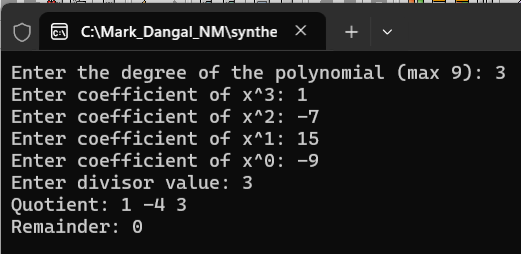 C:\Mark_Dangal_NM\synthe
Enter the degree of the polynomial (max 9): 3
Enter coefficient of x^3: 1
Enter coefficient of x^2: -7
Enter coefficient of x^1: 15
Enter coefficient of x^0: -9
Enter divisor value: 3
Quotient: 1 -4 3
Remainder: 0